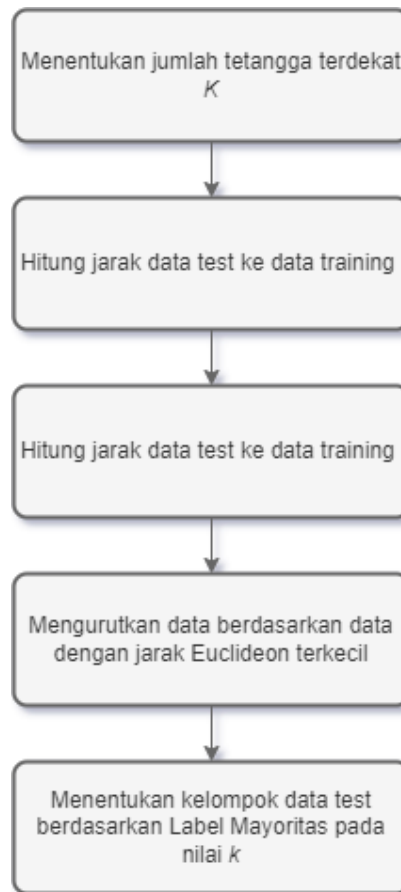 Menentukan jumlah tetangga terdekat
K
Hitung jarak data test ke data training
Hitung jarak data test ke data training
Mengurutkan data berdasarkan data
dengan jarak Euclideon terkecil
Menentukan kelompok data test
berdasarkan Label Mayoritas pada
nilai k